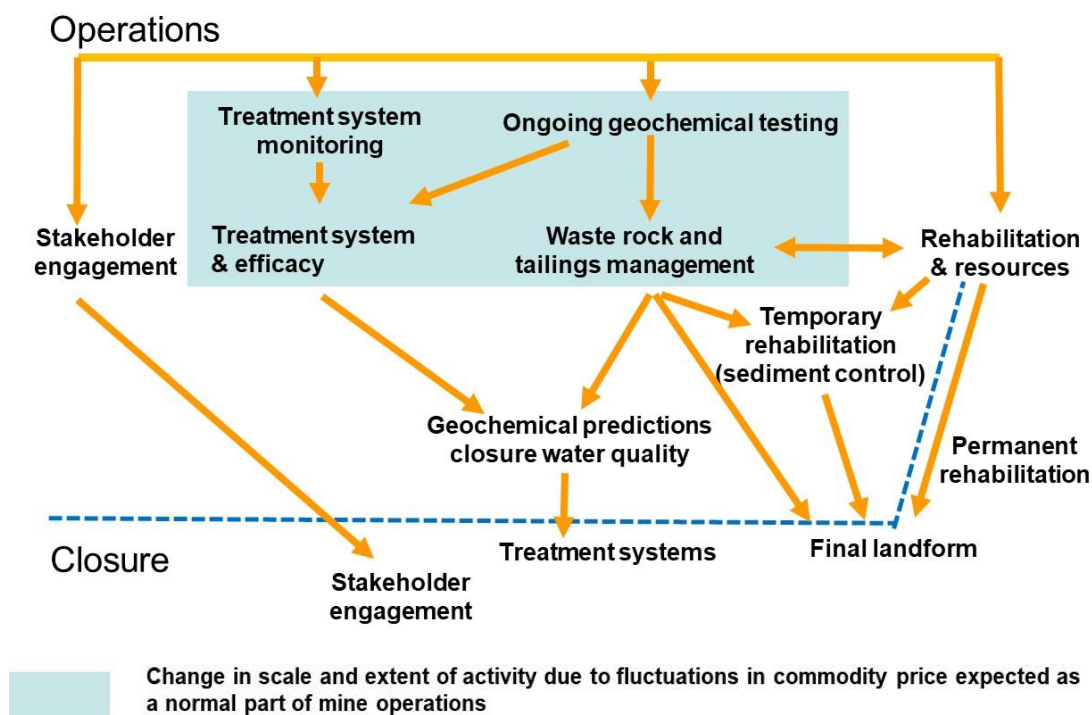 Operations
Treatment system
monitoring
Ongoing geochemical testing
Stakeholder
engagement
Treatment system
& efficacy
Waste rock and
tailings management
Rehabilitation
& resources
Temporary
rehabilitation
(sediment control)
Geochemical predictions
closure water quality
Permanent
rehabilitation
Closure
Treatment systems
Final landform
Stakeholder
engagement
Change in scale and extent of activity due to fluctuations in commodity price expected as
a normal part of mine operations